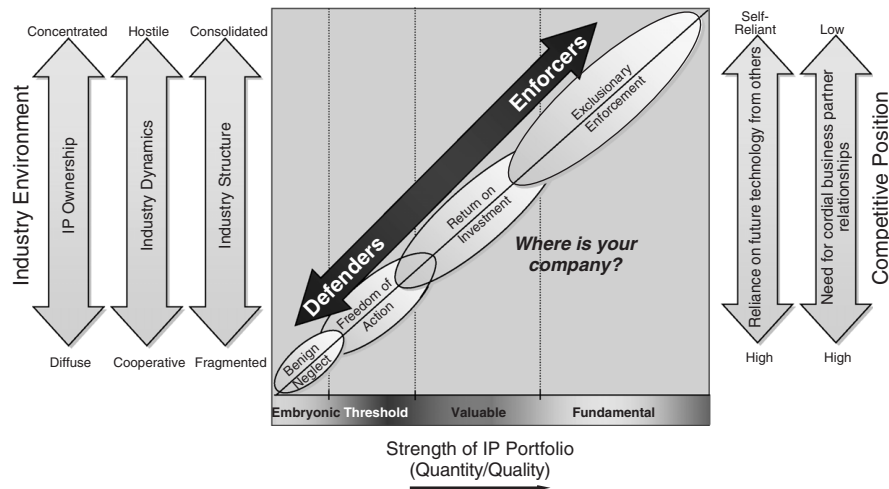 Concentrated
Hostile
Consolidated
Industry Environment
IP Ownership
Industry Dynamics
Industry Structure
Diffuse
Cooperative
Fragmented
Enforcers
Defenders
Exclusionary
Enforcement
Return on
Investment
Freedom of
Action
Benign
Neglect
Where is your
company?
Embryonic
Threshold
Valuable
Fundamental
Strength of IP Portfolio
(Quantity/Quality)
Self-
Reliant
Low
Reliance on future technology from others
Need for cordial business partner
relationships
Competitive Position
High
High